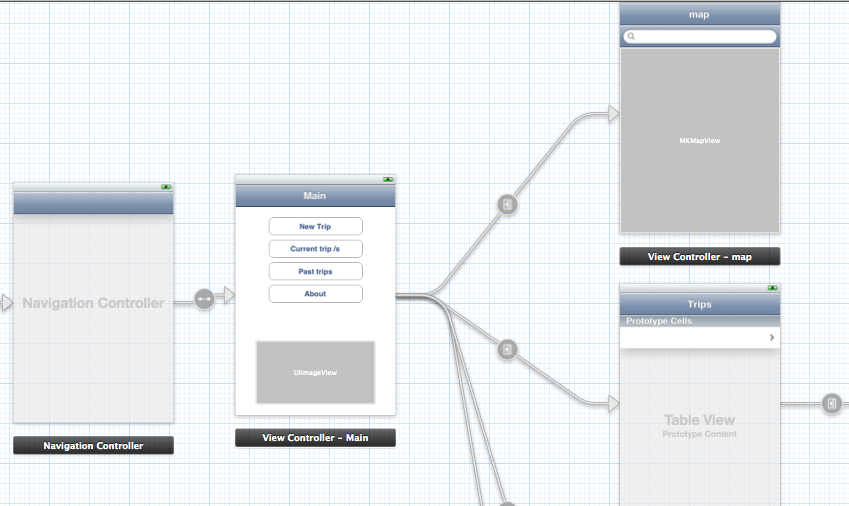 map
MKMapView
View Controller - map
Navigation Controller
Navigation Controller
Main
New Trip
Current trip /s
Past trips
About
UIImageView
View Controller - Main
Trips
Prototype Cells
Table View
Prototype Content